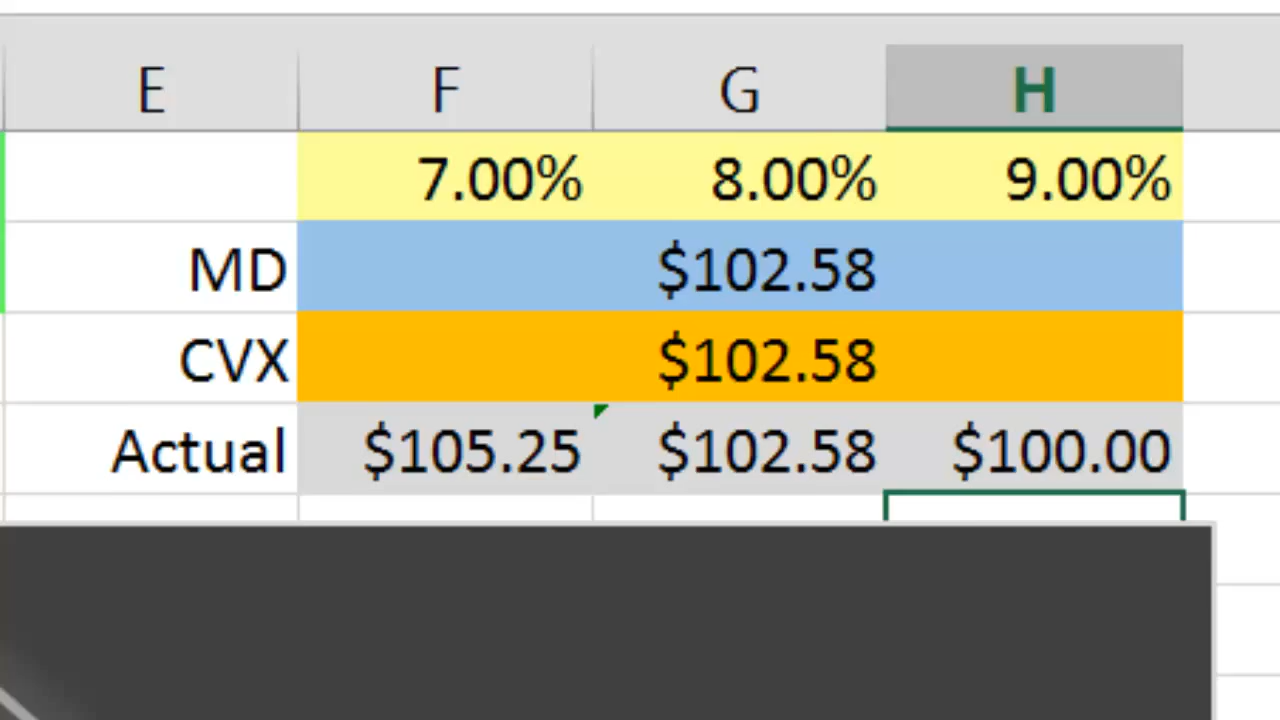 E F G H
7.00% 8.00% 9.00%
MD $102.58
CVX $102.58
Actual $105.25 $102.58 $100.00